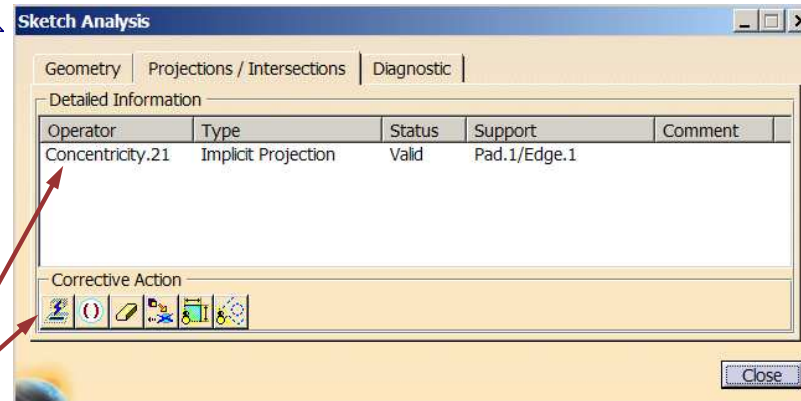 Sketch Analysis
Geometry Projections / Intersections Diagnostic
Detailed Information
Operator Type Status Support Comment
Concentricity.21 Implicit Projection Valid Pad.1/Edge.1
Corrective Action
Close